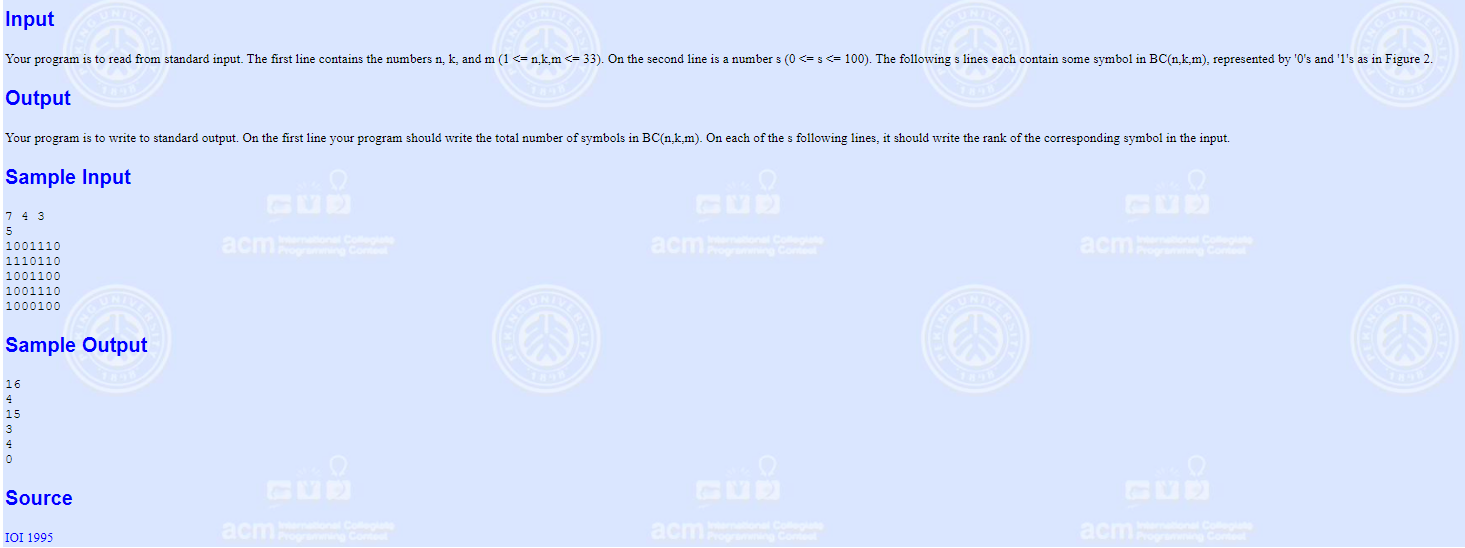 Input
Your program is to read from standard input. The first line contains the numbers n, k, and m (1 <= n,k,m <= 33). On the second line is a number s (0 <= s <= 100). The following s lines each contain some symbol in BC(n,k,m), represented by '0's and '1's as in Figure 2.
Output
Your program is to write to standard output. On the first line your program should write the total number of symbols in BC(n,k,m). On each of the s following lines, it should write the rank of the corresponding symbol in the input.
Sample Input
7 4 3
5
1001110
1110110
1001100
1001110
1000100
Sample Output
16
4
15
3
4
0
Source
IOI 1995